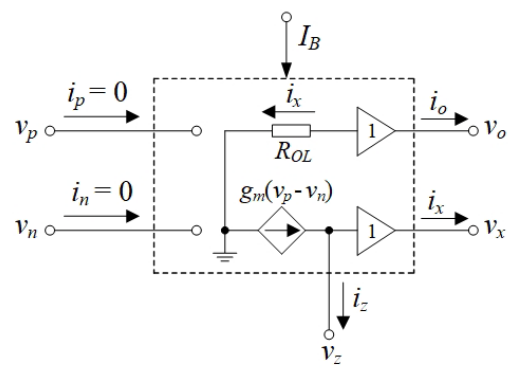 I_B
i_p = 0
i_x
i_o
v_p
1
v_o
R_OL
i_n = 0
g_m(v_p - v_n)
i_x
v_n
1
v_x
i_z
v_z